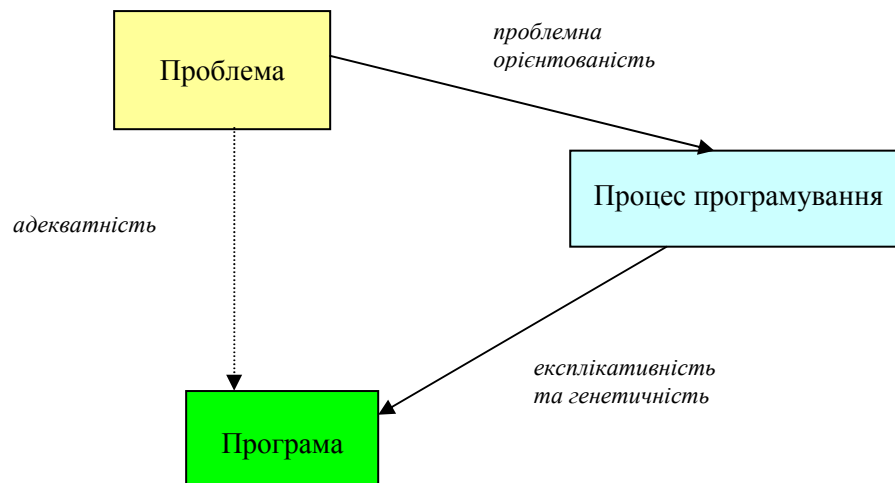 проблемна
орієнтованість
Проблема
Процес програмування
адекватність
експлікативність
та генетичність
Програма